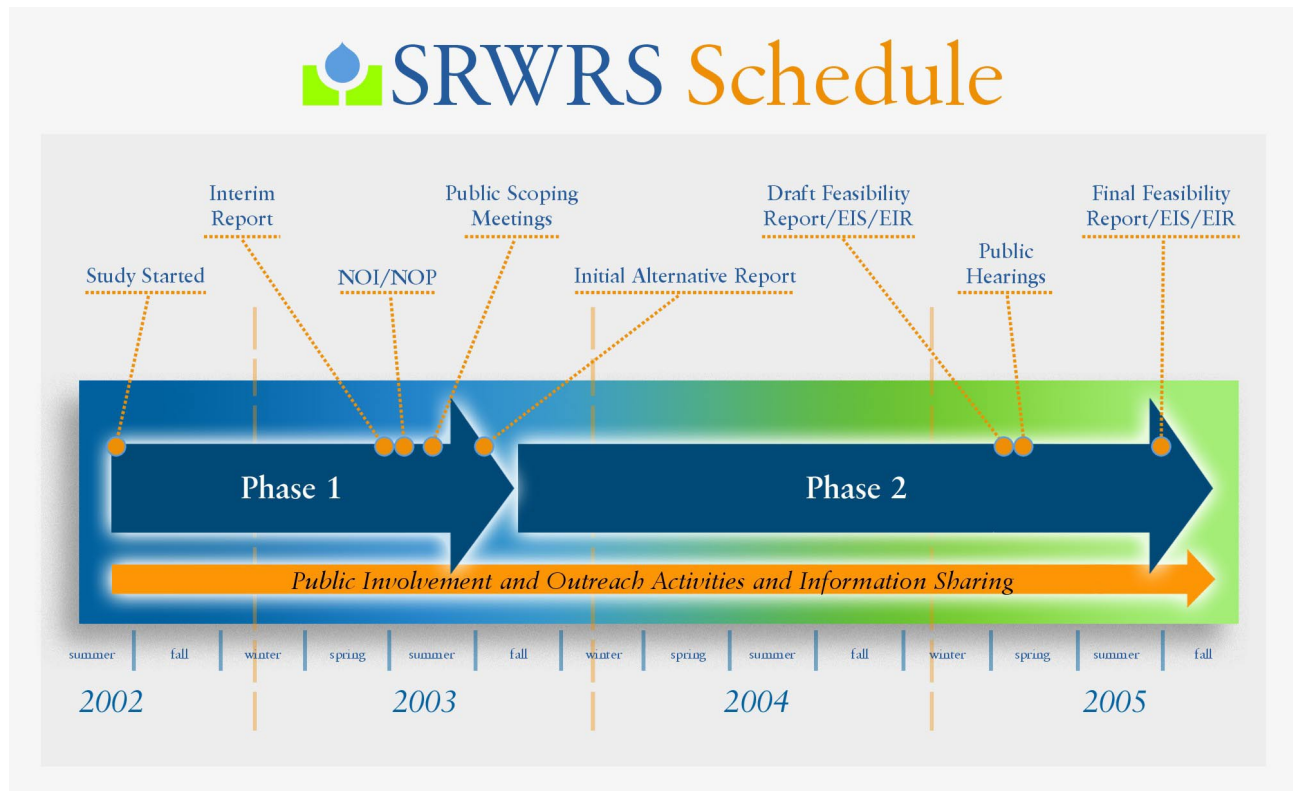 SRWRS Schedule
Interim
Report
Public Scoping
Meetings
Draft Feasibility
Report/EIS/EIR
Final Feasibility
Report/EIS/EIR
Study Started
NOI/NOP
Initial Alternative Report
Public
Hearings
Phase 1
Phase 2
Public Involvement and Outreach Activities and Information Sharing
summer fall winter spring summer fall winter spring summer fall winter spring summer fall
2002 2003 2004 2005